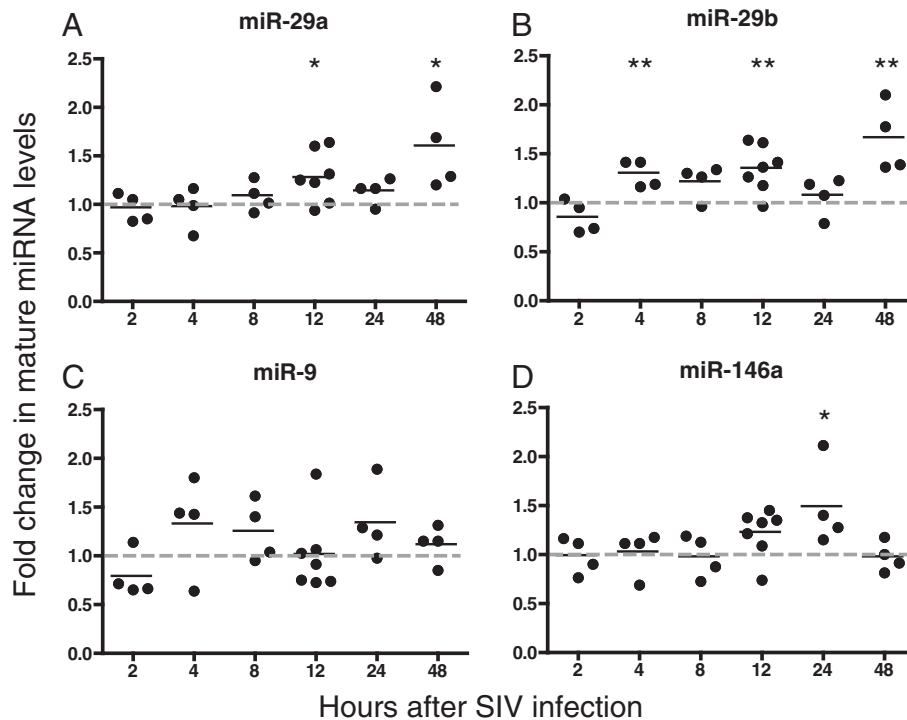 A
miR-29a
2.5
2.0
1.5
1.0
0.5
0.0
* *
2 4 8 12 24 48
B
miR-29b
2.5
2.0
1.5
1.0
0.5
0.0
** ** **
2 4 8 12 24 48
C
miR-9
2.5
2.0
1.5
1.0
0.5
0.0
2 4 8 12 24 48
D
miR-146a
2.5
2.0
1.5
1.0
0.5
0.0
*
2 4 8 12 24 48
Fold change in mature miRNA levels
Hours after SIV infection